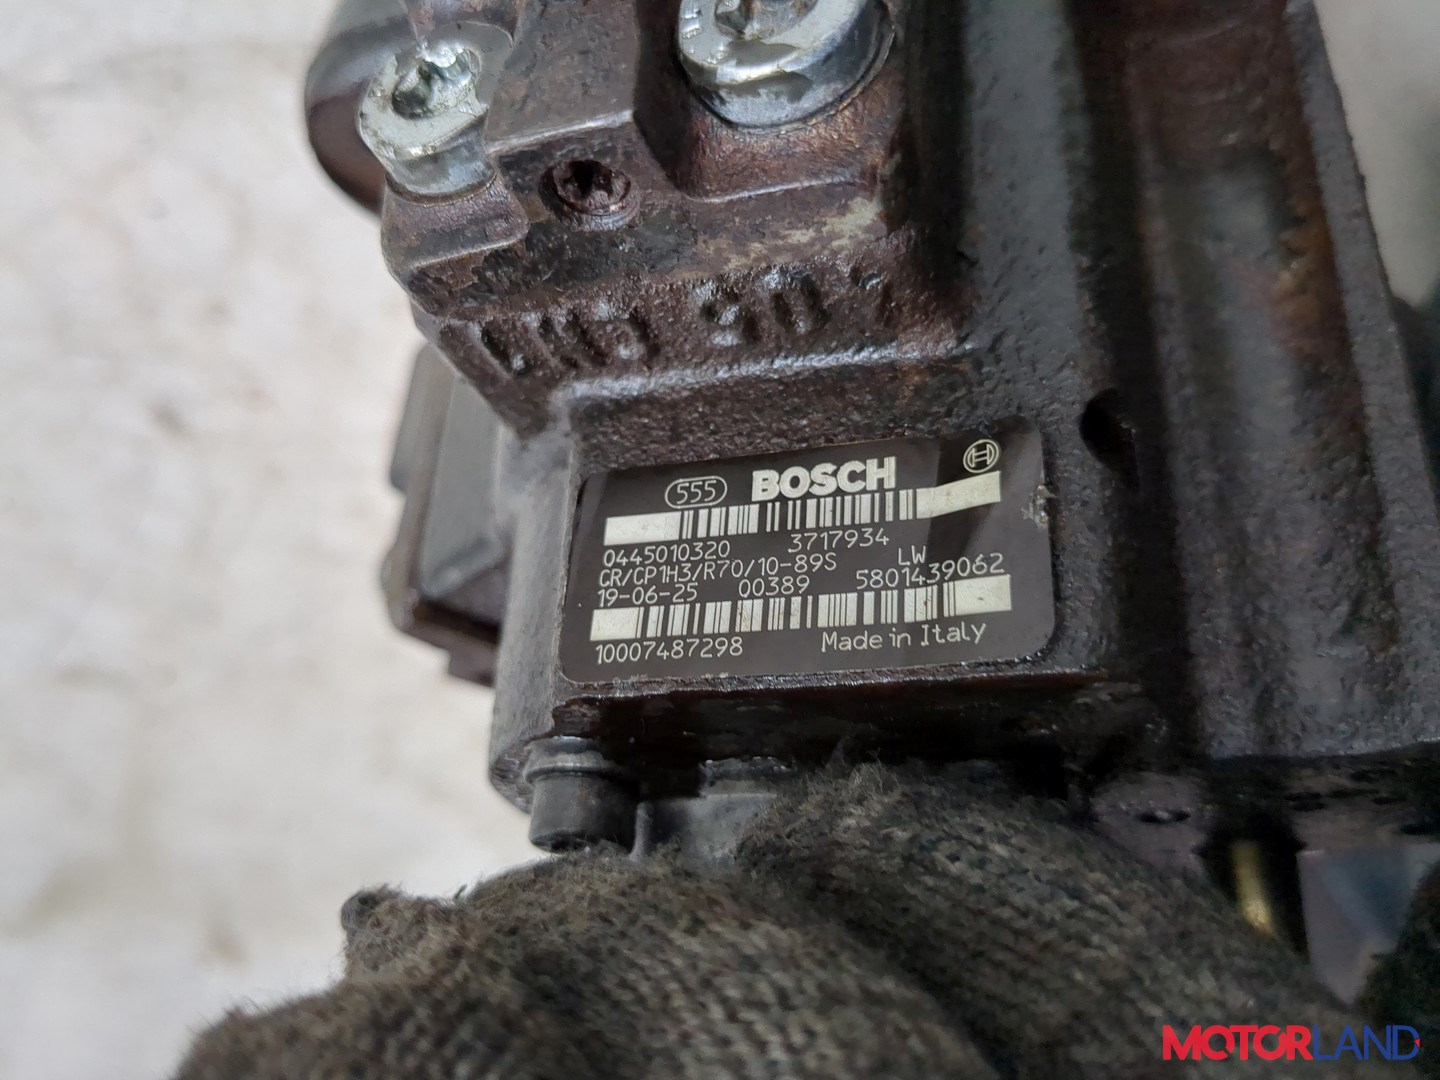 555 BOSCH
0445010320 3717934
CR/CP1H3/R70/10-89S LW
19-06-25 00389 5801439062
10007487298 Made in Italy
MOTORLAND